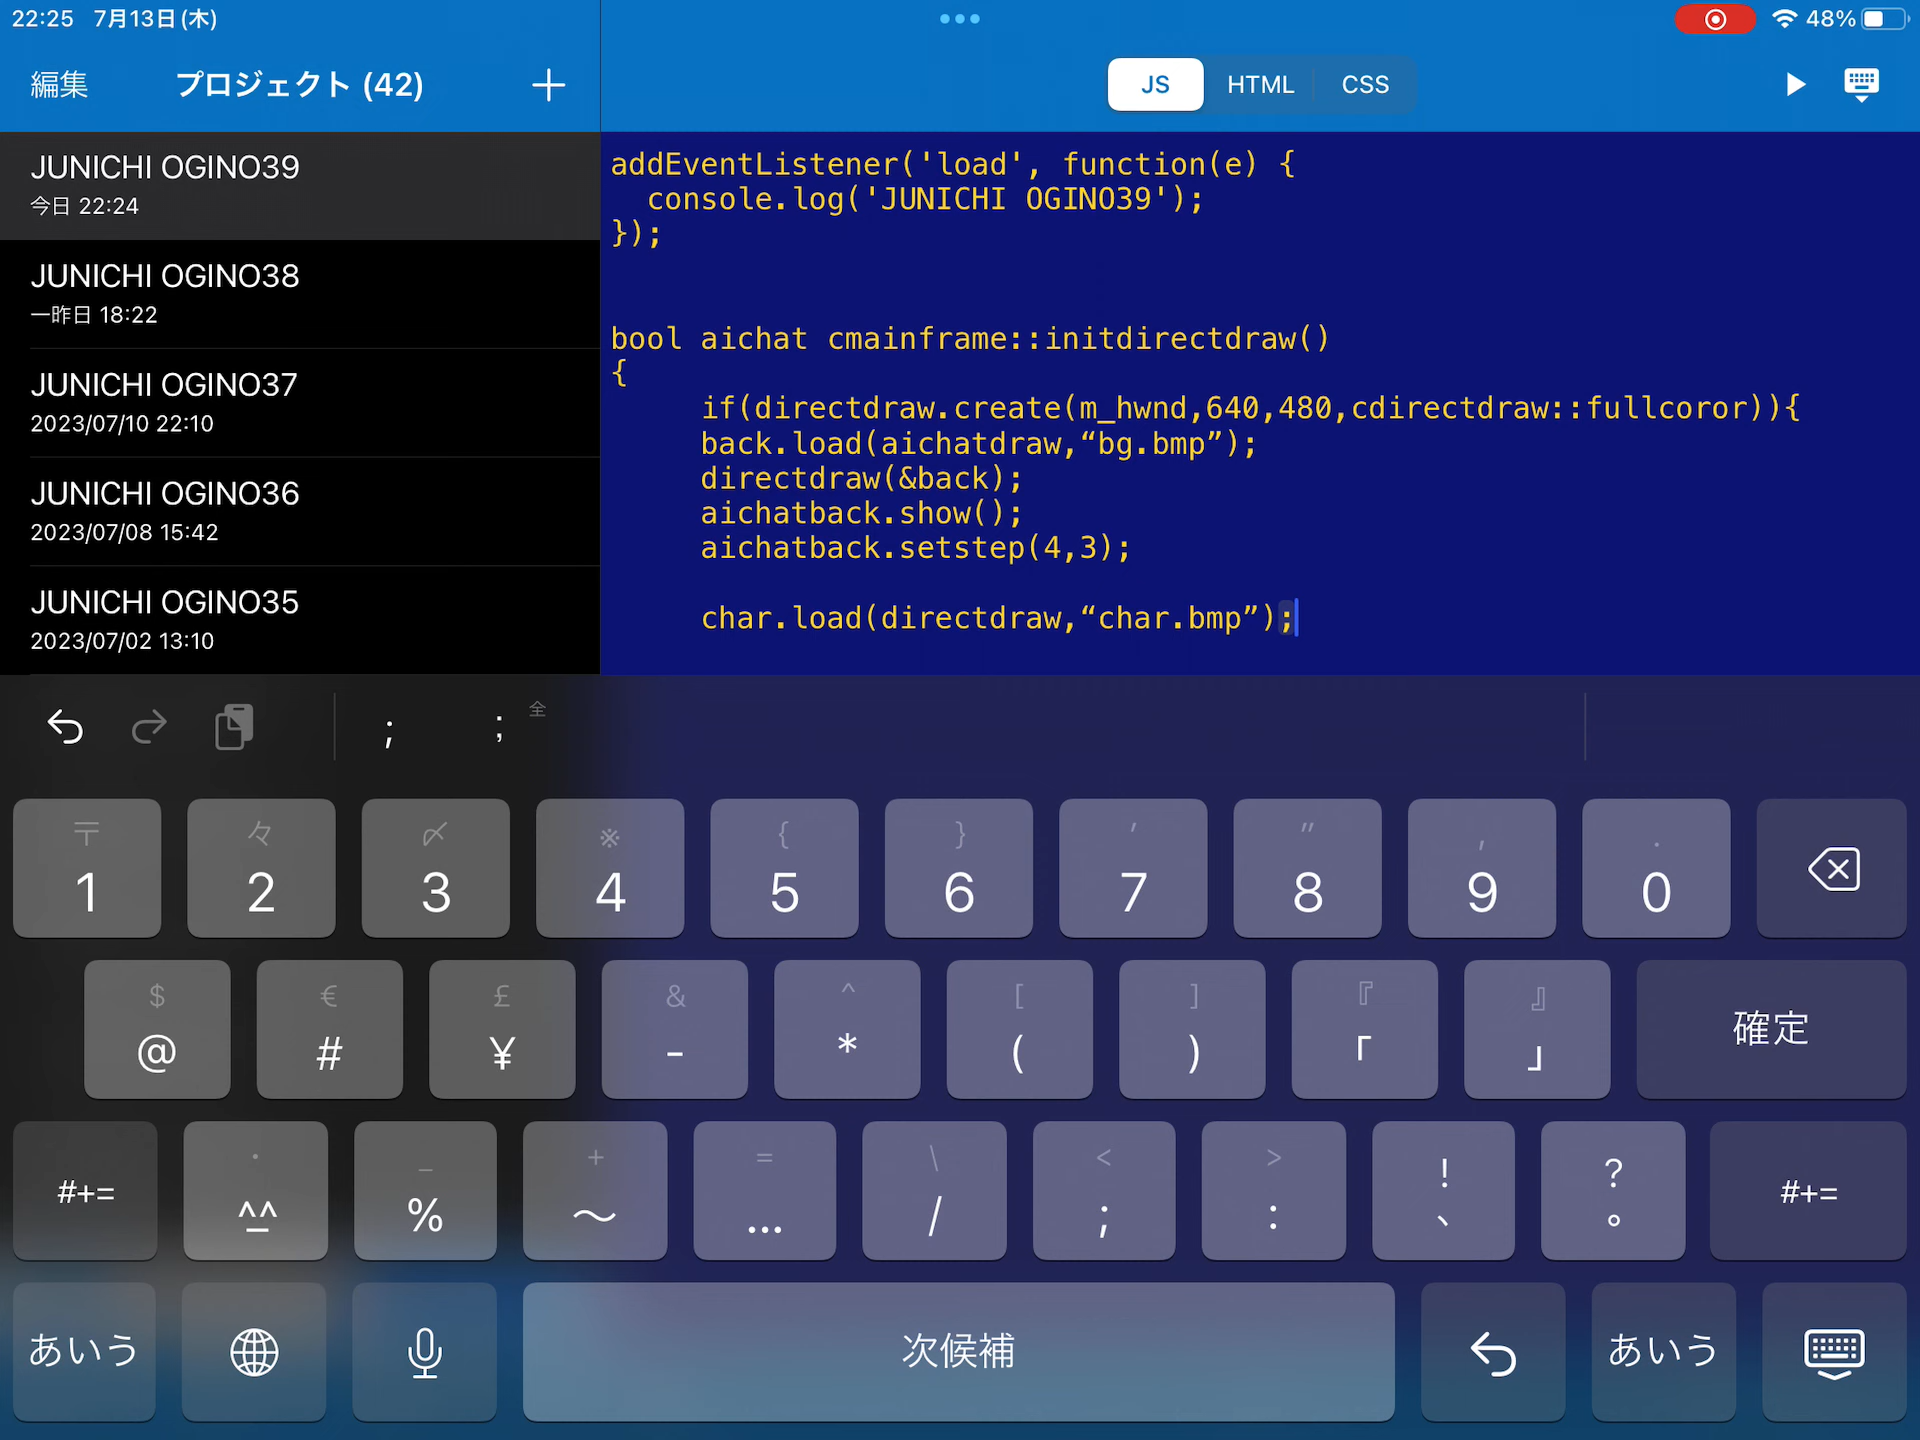 22:25 7月13日(木)
48%
編集 プロジェクト (42) +
JS HTML CSS
JUNICHI OGINO39
今日 22:24
JUNICHI OGINO38
一昨日 18:22
JUNICHI OGINO37
2023/07/10 22:10
JUNICHI OGINO36
2023/07/08 15:42
JUNICHI OGINO35
2023/07/02 13:10
addEventListener('load', function(e) {
console.log('JUNICHI OGINO39');
});
bool aichat cmainframe::initdirectdraw()
{
if(directdraw.create(m_hwnd,640,480,cdirectdraw::fullcoror)){
back.load(aichatdraw,“bg.bmp”);
directdraw(&back);
aichatback.show();
aichatback.setstep(4,3);
char.load(directdraw,“char.bmp”);
; ； 全
〒 々 〆 ※ { } ′ ″ , .
1 2 3 4 5 6 7 8 9 0
$ € £ & ^ [ ] 『 』
@ # ¥ - * ( ) 「 」 確定
・ _ + = \ < > ! ?
#+= ^_^ % 〜 … / ; : 、 。 #+=
あいう 次候補 あいう